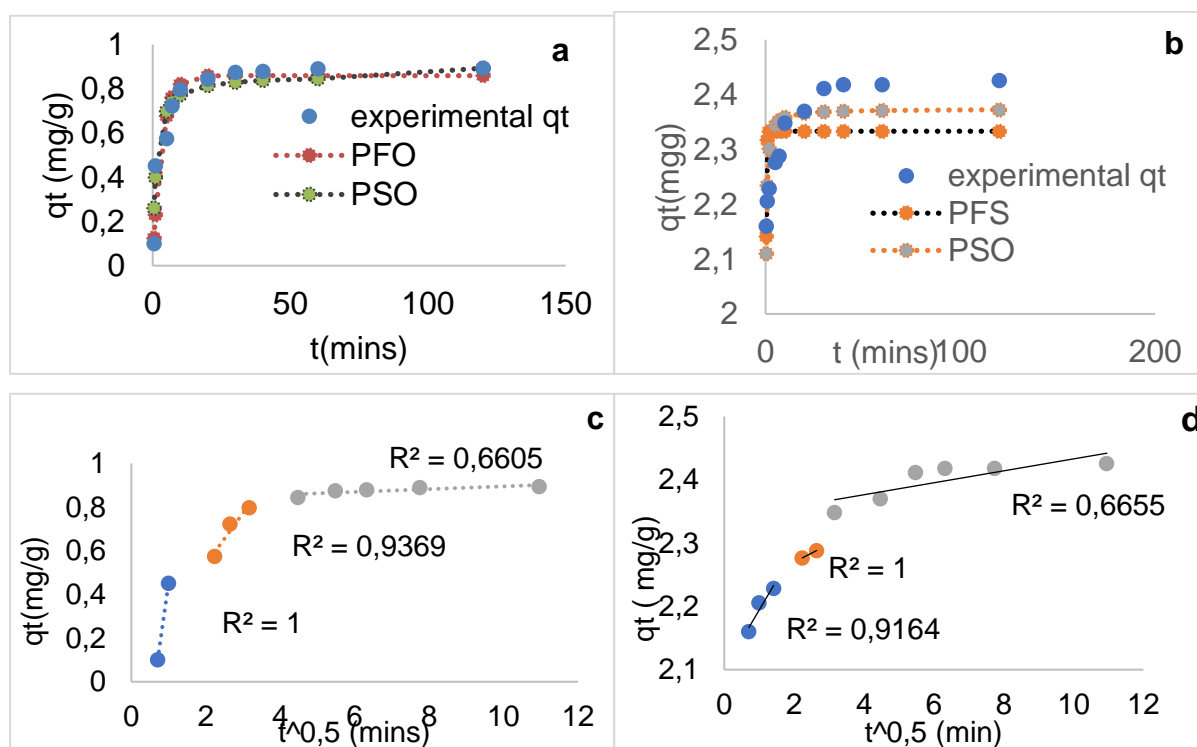 a
1
0,8
0,6
0,4
0,2
0
qt (mg/g)
experimental qt
PFO
PSO
0
50
100
150
t(mins)
b
2,5
2,4
2,3
2,2
2,1
2
qt(mgg)
experimental qt
PFS
PSO
0
100
200
t (mins)
c
1
0,8
0,6
0,4
0,2
0
qt(mg/g)
R² = 0,6605
R² = 0,9369
R² = 1
0 2 4 6 8 10 12
t^0,5 (mins)
d
2,5
2,4
2,3
2,2
2,1
qt ( mg/g)
R² = 0,6655
R² = 1
R² = 0,9164
0 2 4 6 8 10 12
t^0,5 (min)